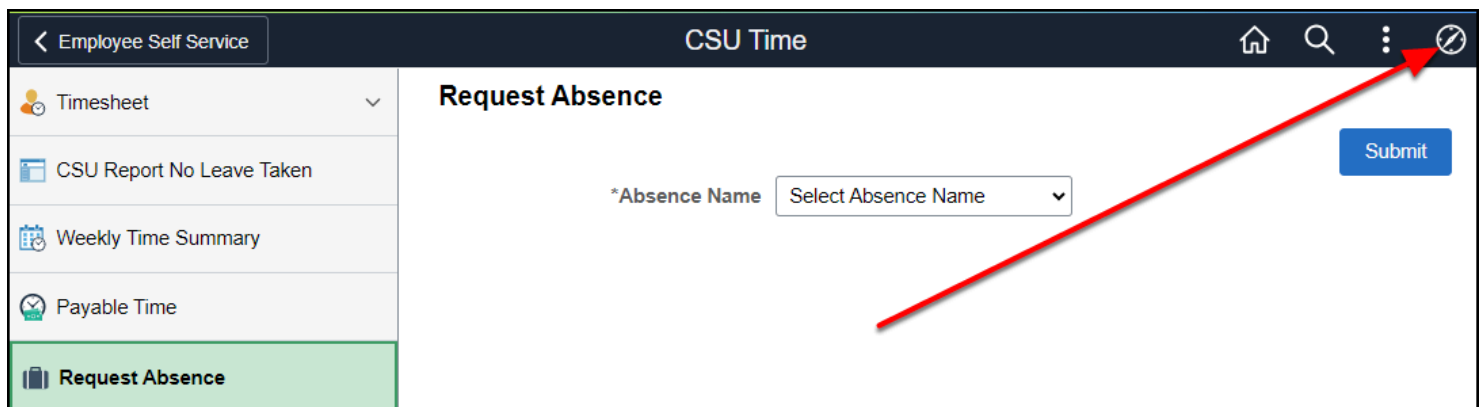 Employee Self Service
CSU Time
Timesheet
CSU Report No Leave Taken
Weekly Time Summary
Payable Time
Request Absence
Request Absence
Submit
*Absence Name
Select Absence Name